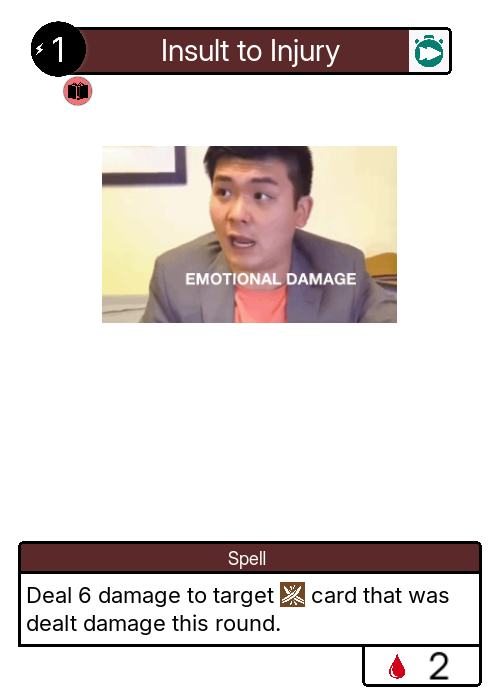 1
Insult to Injury
EMOTIONAL DAMAGE
Spell
Deal 6 damage to target card that was
dealt damage this round.
2